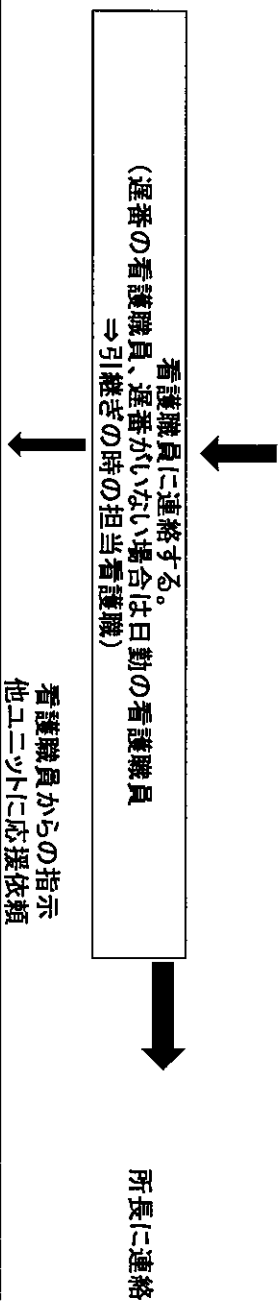 看護職員に連絡する。
(遅番の看護職員、遅番がいない場合は日勤の看護職員
⇒引継ぎの時の担当看護職)
所長に連絡
看護職員からの指示
他ユニットに応援依頼